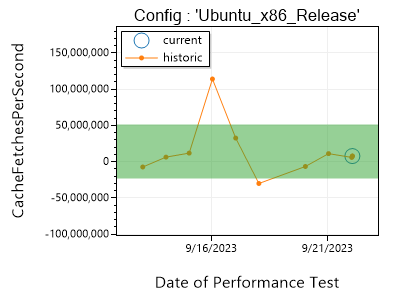 Config : 'Ubuntu_x86_Release'
current
historic
CacheFetchesPerSecond
150,000,000
100,000,000
50,000,000
0
-50,000,000
-100,000,000
9/16/2023
9/21/2023
Date of Performance Test